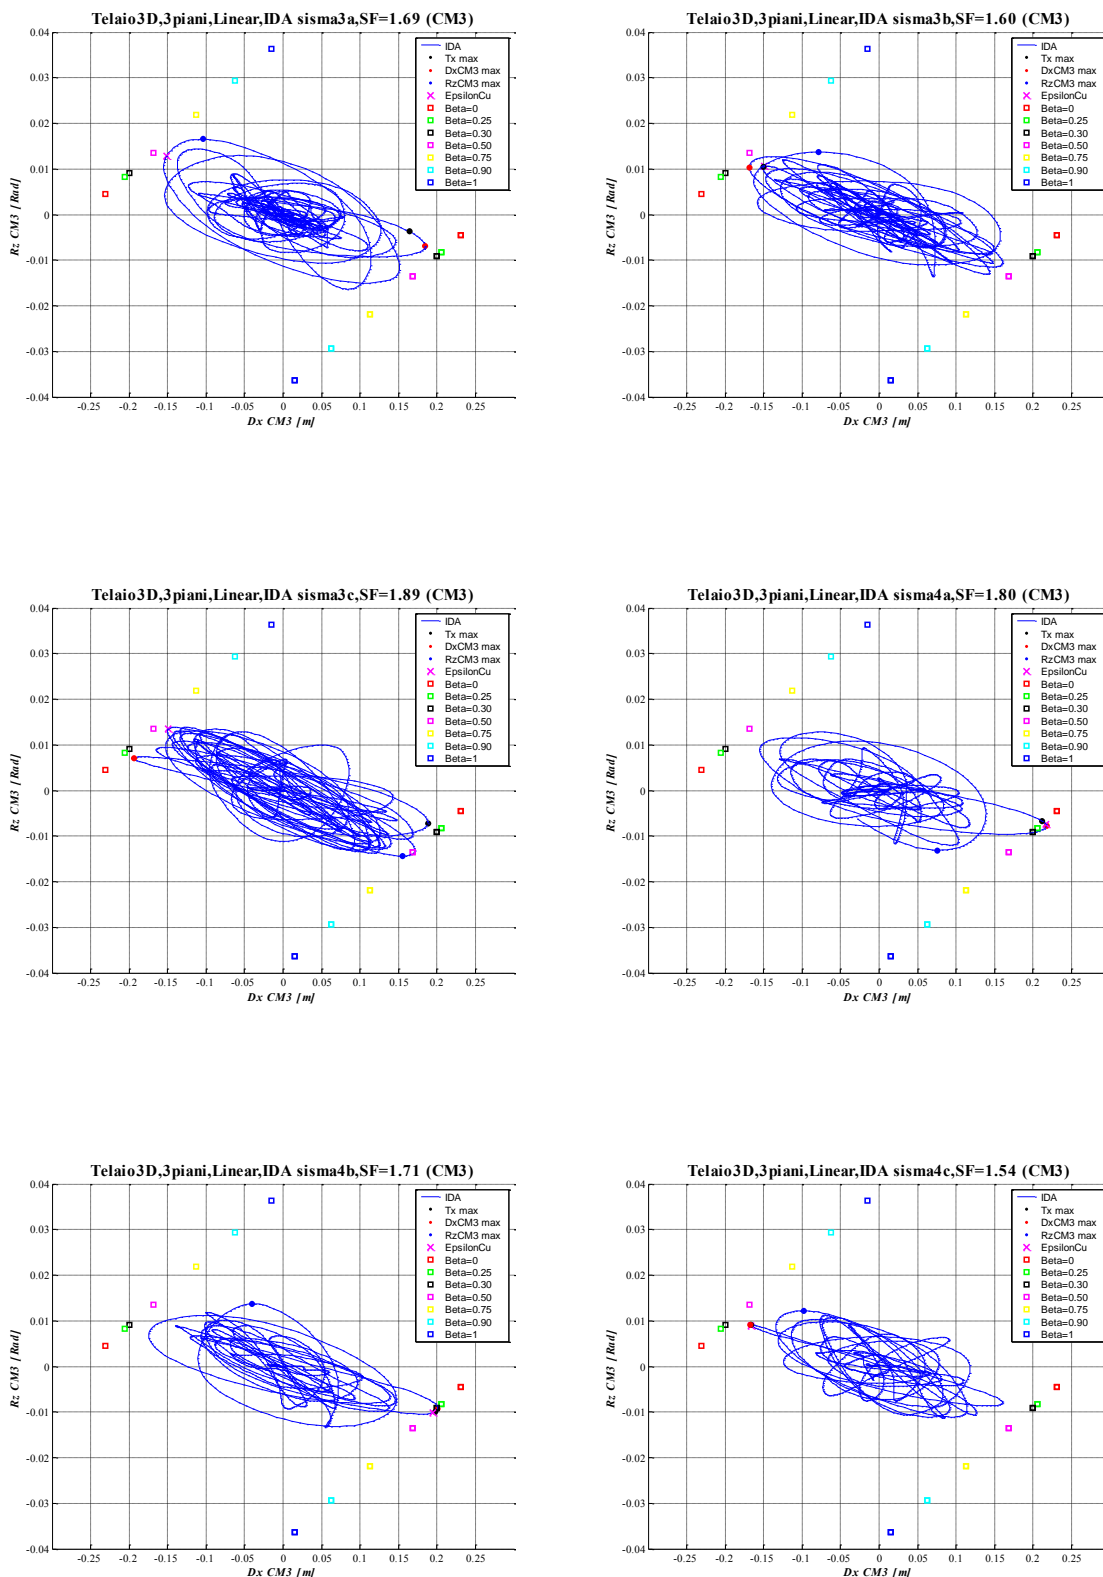 Telaio3D,3piani,Linear,IDA sisma3a,SF=1.69 (CM3)
0.04
0.03
0.02
0.01
0
-0.01
-0.02
-0.03
-0.04
Rz CM3 [Rad]
-0.25 -0.2 -0.15 -0.1 -0.05 0 0.05 0.1 0.15 0.2 0.25
Dx CM3 [m]
IDA
Tx max
DxCM3 max
RzCM3 max
EpsilonCu
Beta=0
Beta=0.25
Beta=0.30
Beta=0.50
Beta=0.75
Beta=0.90
Beta=1
Telaio3D,3piani,Linear,IDA sisma3b,SF=1.60 (CM3)
0.04
0.03
0.02
0.01
0
-0.01
-0.02
-0.03
-0.04
Rz CM3 [Rad]
-0.25 -0.2 -0.15 -0.1 -0.05 0 0.05 0.1 0.15 0.2 0.25
Dx CM3 [m]
IDA
Tx max
DxCM3 max
RzCM3 max
EpsilonCu
Beta=0
Beta=0.25
Beta=0.30
Beta=0.50
Beta=0.75
Beta=0.90
Beta=1
Telaio3D,3piani,Linear,IDA sisma3c,SF=1.89 (CM3)
0.04
0.03
0.02
0.01
0
-0.01
-0.02
-0.03
-0.04
Rz CM3 [Rad]
-0.25 -0.2 -0.15 -0.1 -0.05 0 0.05 0.1 0.15 0.2 0.25
Dx CM3 [m]
IDA
Tx max
DxCM3 max
RzCM3 max
EpsilonCu
Beta=0
Beta=0.25
Beta=0.30
Beta=0.50
Beta=0.75
Beta=0.90
Beta=1
Telaio3D,3piani,Linear,IDA sisma4a,SF=1.80 (CM3)
0.04
0.03
0.02
0.01
0
-0.01
-0.02
-0.03
-0.04
Rz CM3 [Rad]
-0.25 -0.2 -0.15 -0.1 -0.05 0 0.05 0.1 0.15 0.2 0.25
Dx CM3 [m]
IDA
Tx max
DxCM3 max
RzCM3 max
EpsilonCu
Beta=0
Beta=0.25
Beta=0.30
Beta=0.50
Beta=0.75
Beta=0.90
Beta=1
Telaio3D,3piani,Linear,IDA sisma4b,SF=1.71 (CM3)
0.04
0.03
0.02
0.01
0
-0.01
-0.02
-0.03
-0.04
Rz CM3 [Rad]
-0.25 -0.2 -0.15 -0.1 -0.05 0 0.05 0.1 0.15 0.2 0.25
Dx CM3 [m]
IDA
Tx max
DxCM3 max
RzCM3 max
EpsilonCu
Beta=0
Beta=0.25
Beta=0.30
Beta=0.50
Beta=0.75
Beta=0.90
Beta=1
Telaio3D,3piani,Linear,IDA sisma4c,SF=1.54 (CM3)
0.04
0.03
0.02
0.01
0
-0.01
-0.02
-0.03
-0.04
Rz CM3 [Rad]
-0.25 -0.2 -0.15 -0.1 -0.05 0 0.05 0.1 0.15 0.2 0.25
Dx CM3 [m]
IDA
Tx max
DxCM3 max
RzCM3 max
EpsilonCu
Beta=0
Beta=0.25
Beta=0.30
Beta=0.50
Beta=0.75
Beta=0.90
Beta=1